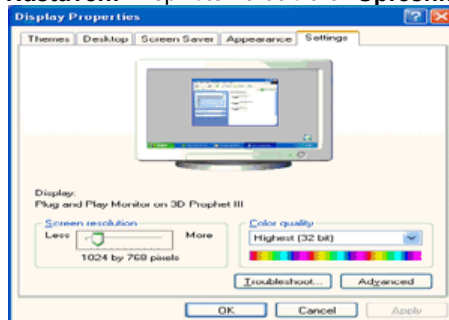 Display Properties
Themes Desktop Screen Saver Appearance Settings
Display:
Plug and Play Monitor on 3D Prophet III
Screen resolution
Less More
1024 by 768 pixels
Color quality
Highest (32 bit)
Troubleshoot... Advanced
OK Cancel Apply